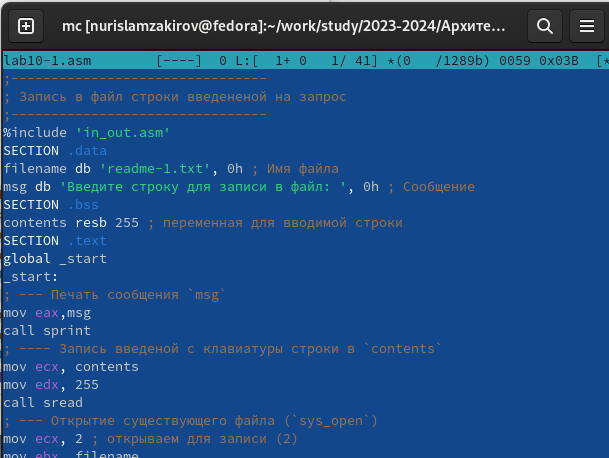 mc [nurislamzakirov@fedora]:~/work/study/2023-2024/Архите...
lab10-1.asm [----] 0 L:[ 1+ 0 1/ 41] *(0 /1289b) 0059 0x03B [*
;--------------------------------
; Запись в файл строки введененой на запрос
;--------------------------------
%include 'in_out.asm'
SECTION .data
filename db 'readme-1.txt', 0h ; Имя файла
msg db 'Введите строку для записи в файл: ', 0h ; Сообщение
SECTION .bss
contents resb 255 ; переменная для вводимой строки
SECTION .text
global _start
_start:
; --- Печать сообщения `msg`
mov eax,msg
call sprint
; ---- Запись введеной с клавиатуры строки в `contents`
mov ecx, contents
mov edx, 255
call sread
; --- Открытие существующего файла (`sys_open`)
mov ecx, 2 ; открываем для записи (2)
mov ebx, filename